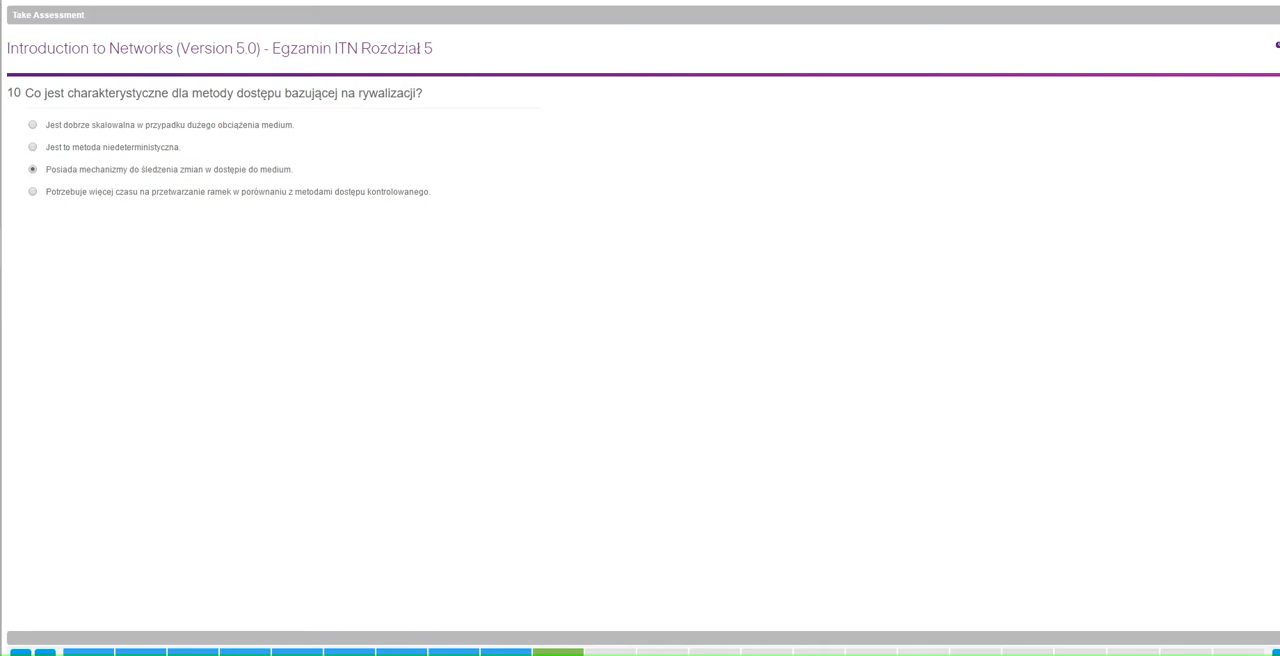 Take Assessment
Introduction to Networks (Version 5.0) - Egzamin ITN Rozdział 5
10 Co jest charakterystyczne dla metody dostępu bazującej na rywalizacji?
Jest dobrze skalowalna w przypadku dużego obciążenia medium.
Jest to metoda niedeterministyczna.
Posiada mechanizmy do śledzenia zmian w dostępie do medium.
Potrzebuje więcej czasu na przetwarzanie ramek w porównaniu z metodami dostępu kontrolowanego.